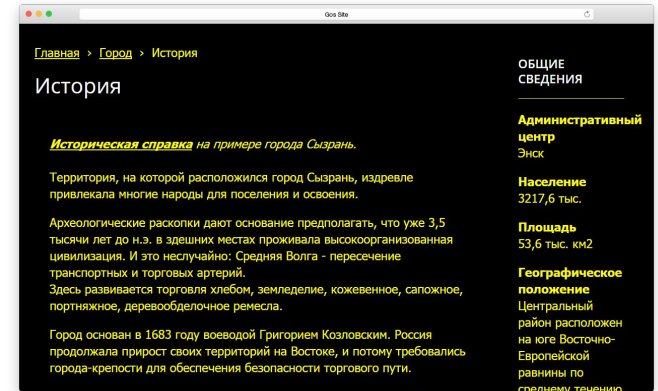 Gos Site
Главная › Город › История
История
Историческая справка на примере города Сызрань.
Территория, на которой расположился город Сызрань, издревле
привлекала многие народы для поселения и освоения.
Археологические раскопки дают основание предполагать, что уже 3,5
тысячи лет до н.э. в здешних местах проживала высокоорганизованная
цивилизация. И это неслучайно: Средняя Волга - пересечение
транспортных и торговых артерий.
Здесь развивается торговля хлебом, земледелие, кожевенное, сапожное,
портняжное, деревообделочное ремесла.
Город основан в 1683 году воеводой Григорием Козловским. Россия
продолжала прирост своих территорий на Востоке, и потому требовались
города-крепости для обеспечения безопасности торгового пути.
ОБЩИЕ
СВЕДЕНИЯ
Административный
центр
Энск
Население
3217,6 тыс.
Площадь
53,6 тыс. км2
Географическое
положение
Центральный
район расположен
на юге Восточно-
Европейской
равнины по
среднему течению